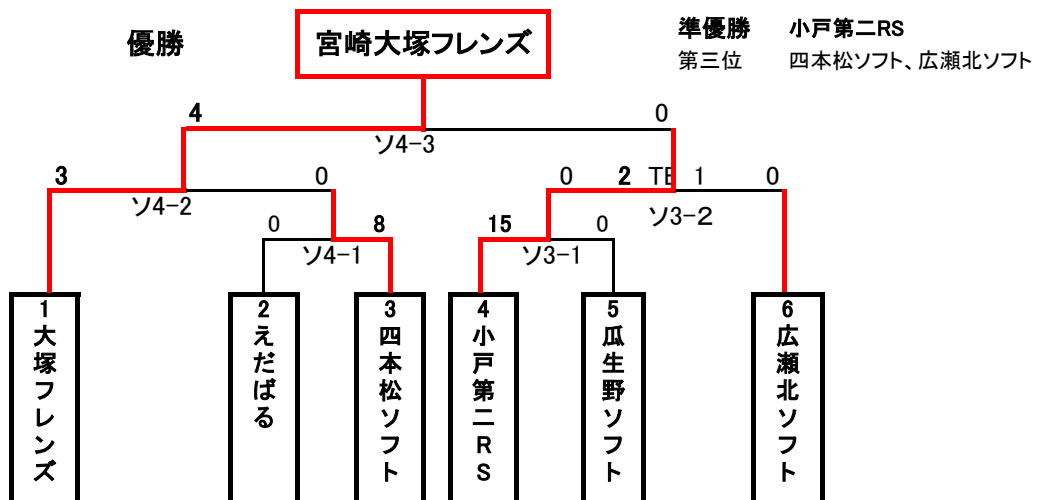 優勝
宮崎大塚フレンズ
準優勝 小戸第二RS
第三位 四本松ソフト、広瀬北ソフト
4 0
ソ4-3
3 0 0 2 TB 1 0
ソ4-2 ソ3-2
0 8 15 0
ソ4-1 ソ3-1
1 大塚フレンズ
2 えだばる
3 四本松ソフト
4 小戸第二RS
5 瓜生野ソフト
6 広瀬北ソフト